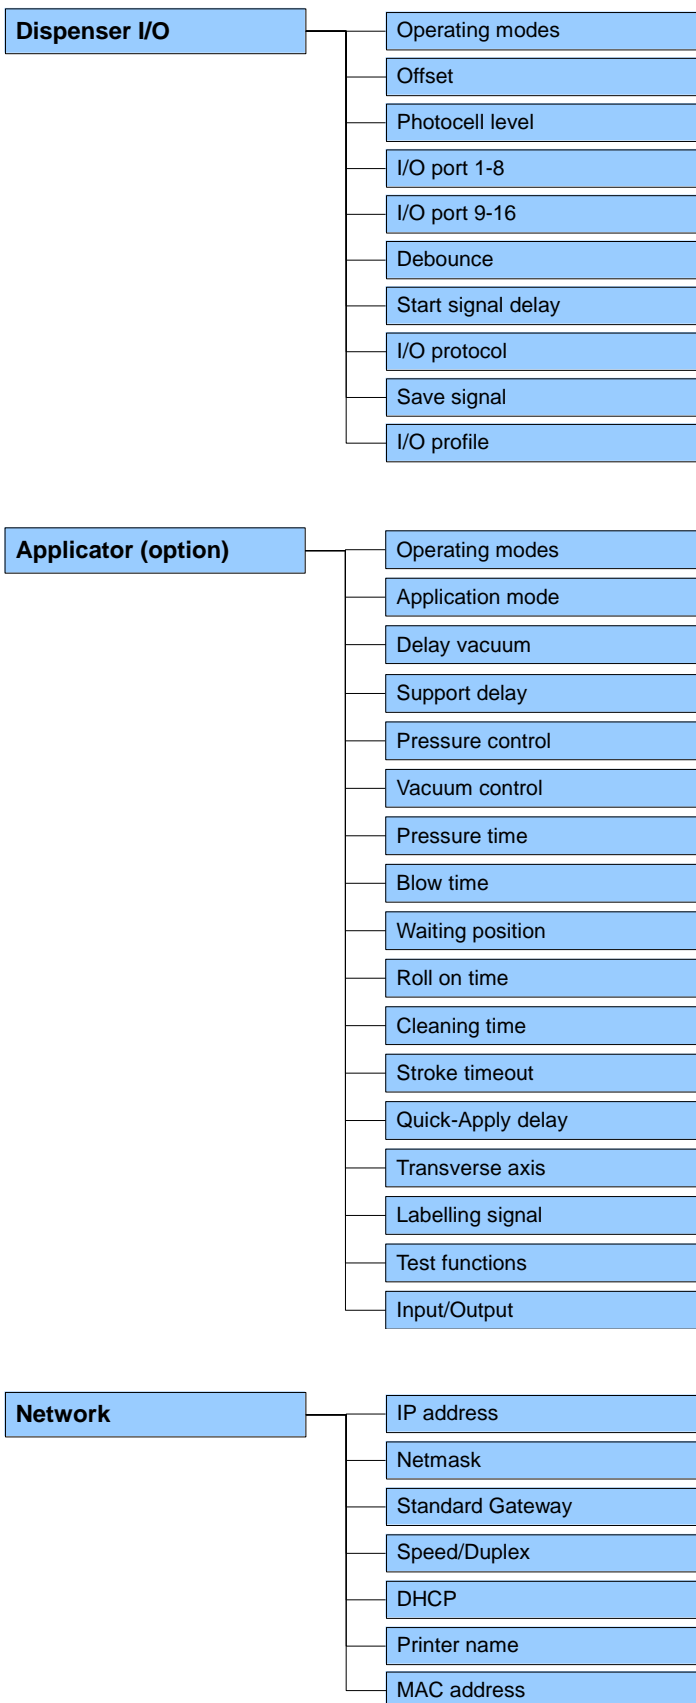 Dispenser I/O
Operating modes
Offset
Photocell level
I/O port 1-8
I/O port 9-16
Debounce
Start signal delay
I/O protocol
Save signal
I/O profile
Applicator (option)
Operating modes
Application mode
Delay vacuum
Support delay
Pressure control
Vacuum control
Pressure time
Blow time
Waiting position
Roll on time
Cleaning time
Stroke timeout
Quick-Apply delay
Transverse axis
Labelling signal
Test functions
Input/Output
Network
IP address
Netmask
Standard Gateway
Speed/Duplex
DHCP
Printer name
MAC address